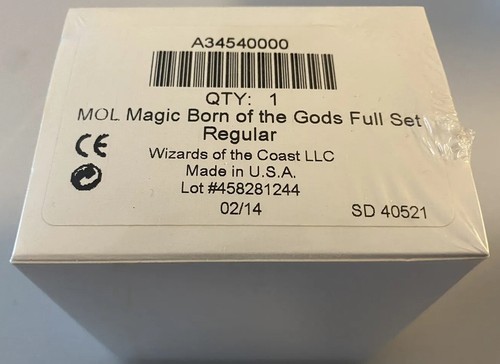 A34540000
QTY: 1
MOL Magic Born of the Gods Full Set
Regular
CE
Wizards of the Coast LLC
Made in U.S.A.
Lot #458281244
02/14
SD 40521